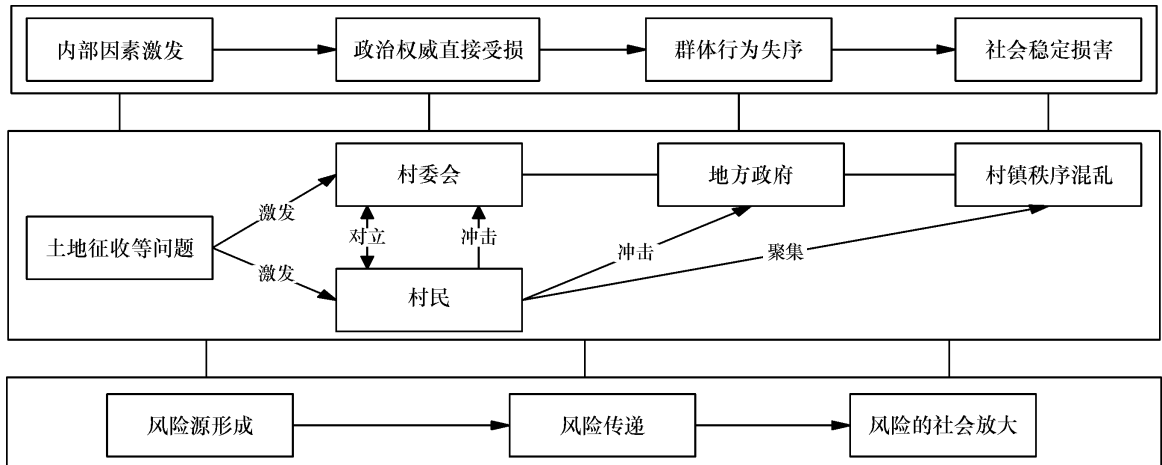 内部因素激发
政治权威直接受损
群体行为失序
社会稳定损害
村委会
地方政府
村镇秩序混乱
激发
土地征收等问题
对立
冲击
冲击
聚集
激发
村民
风险源形成
风险传递
风险的社会放大